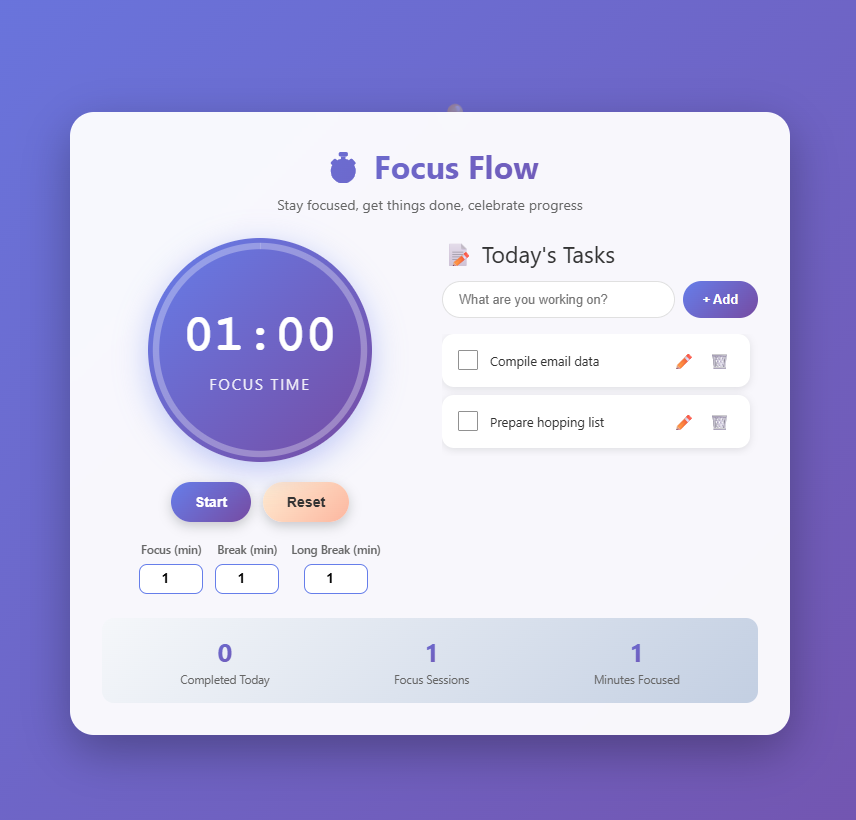 Focus Flow
Stay focused, get things done, celebrate progress
01:00
FOCUS TIME
Start
Reset
Focus (min)
Break (min)
Long Break (min)
1
1
1
Today's Tasks
What are you working on?
+ Add
Compile email data
Prepare hopping list
0
Completed Today
1
Focus Sessions
1
Minutes Focused